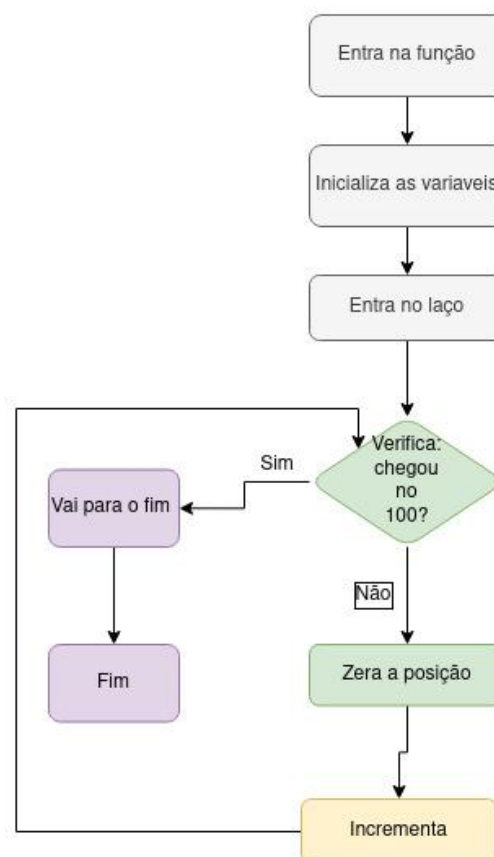 Entra na função
Inicializa as variaveis
Entra no laço
Verifica:
chegou
no
100?
Sim
Vai para o fim
Não
Fim
Zera a posição
Incrementa